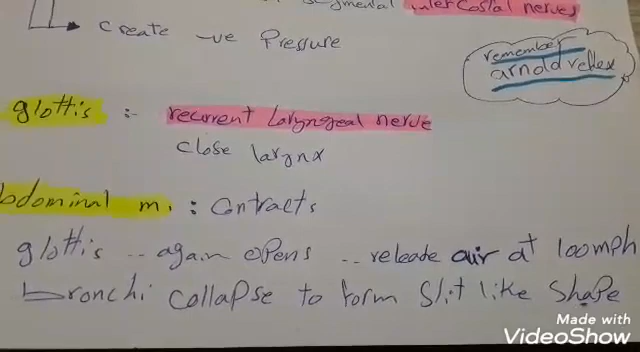 segmental intercostal nerves
create -ve Pressure
remember
arnold reflex
glottis :- recurrent laryngeal nerve
close larynx
bdominal m. : contracts
glottis .. again opens .. release air at 100mph
bronchi collapse to form slit like shape
Made with
VideoShow